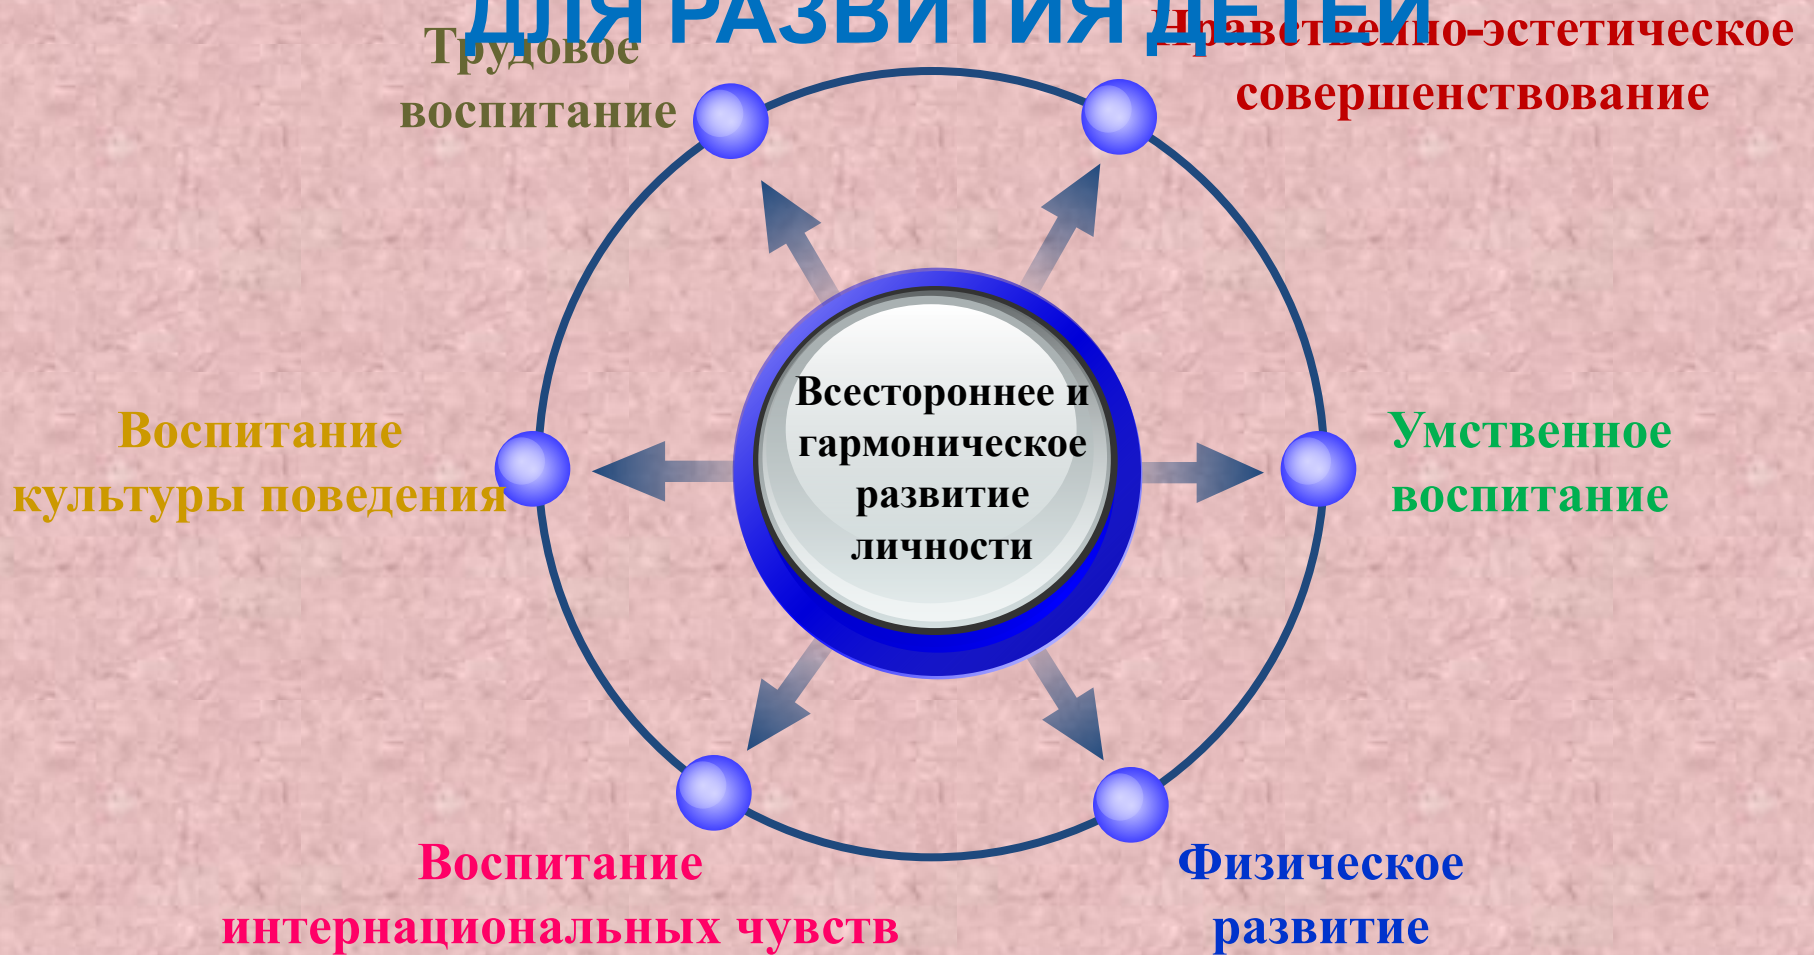 ДЛЯ РАЗВИТИЯ ДЕТЕЙ
Трудовое
воспитание
Нравственно-эстетическое
совершенствование
Всестороннее и
гармоническое
развитие
личности
Воспитание
культуры поведения
Умственное
воспитание
Воспитание
интернациональных чувств
Физическое
развитие